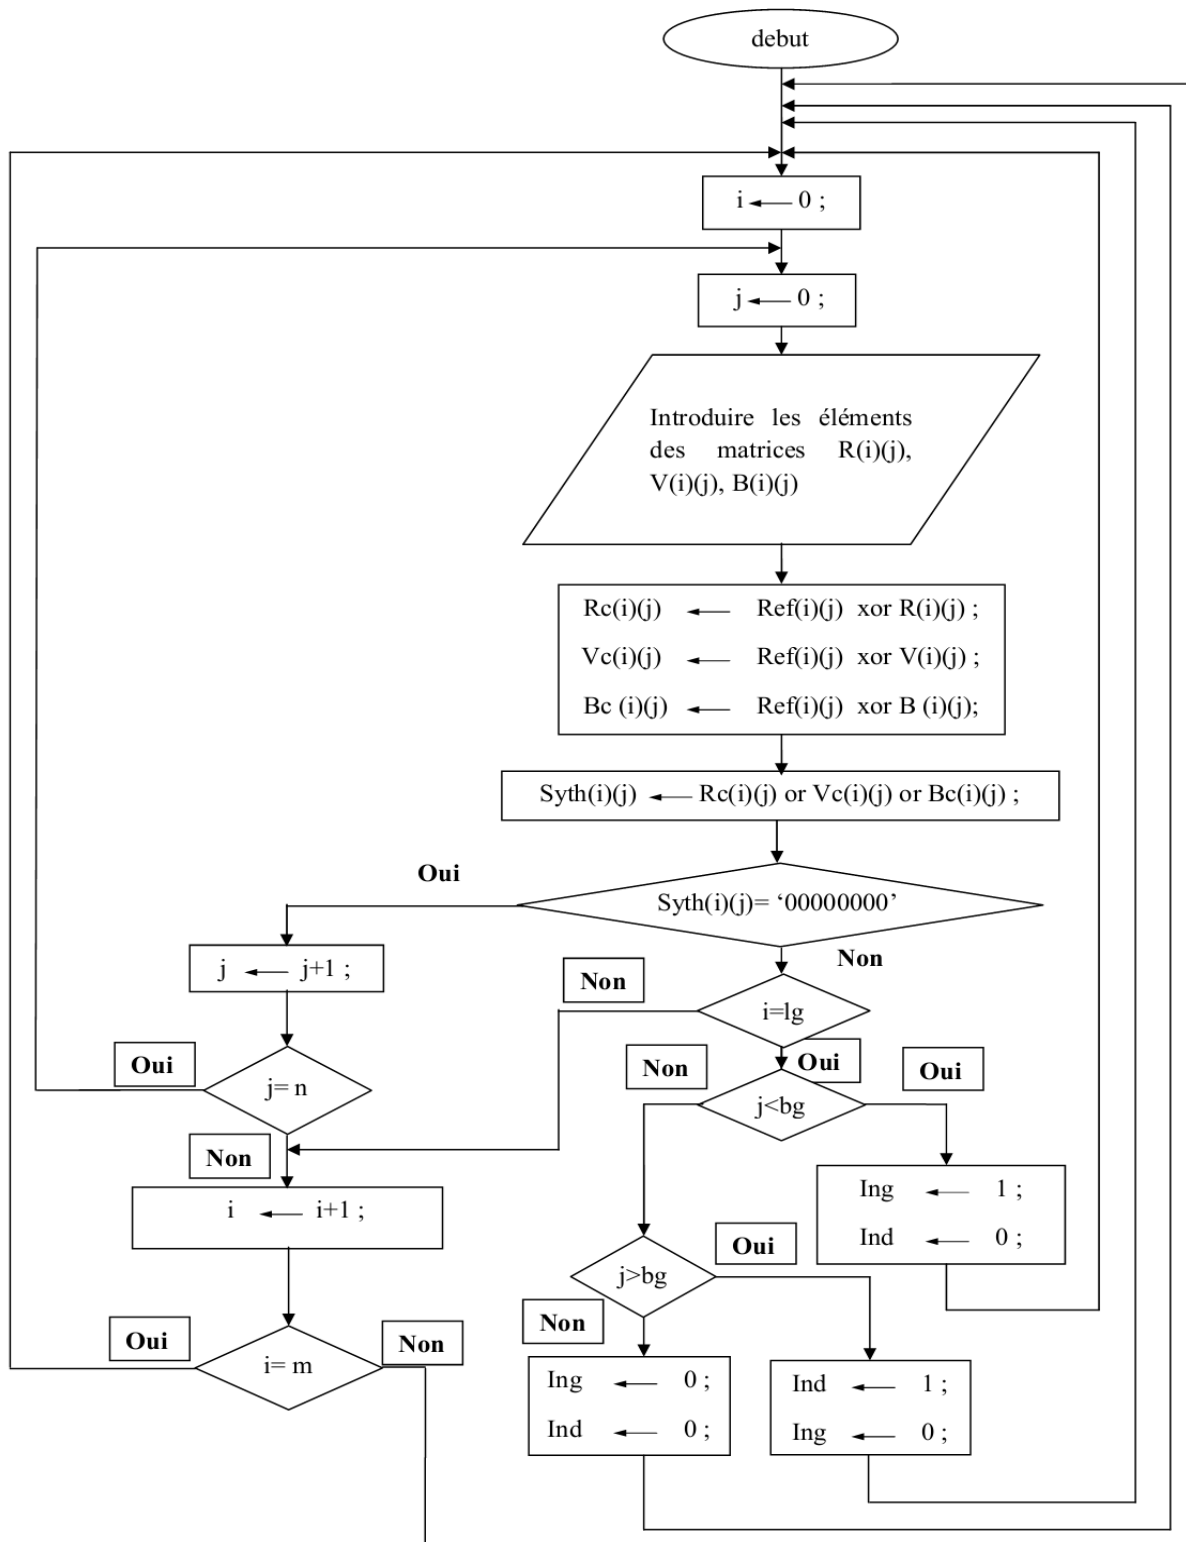 debut
i ← 0 ;
j ← 0 ;
Introduire les éléments
des matrices R(i)(j),
V(i)(j), B(i)(j)
Rc(i)(j) ← Ref(i)(j) xor R(i)(j) ;
Vc(i)(j) ← Ref(i)(j) xor V(i)(j) ;
Bc (i)(j) ← Ref(i)(j) xor B (i)(j);
Syth(i)(j) ← Rc(i)(j) or Vc(i)(j) or Bc(i)(j) ;
Oui
Syth(i)(j)= ‘00000000’
Non
j ← j+1 ;
Non
i=lg
Oui
j= n
Non
Oui
Oui
j<bg
Non
i ← i+1 ;
Ing ← 1 ;
Ind ← 0 ;
Oui
j>bg
Non
Oui
i= m
Non
Ing ← 0 ;
Ind ← 0 ;
Ind ← 1 ;
Ing ← 0 ;